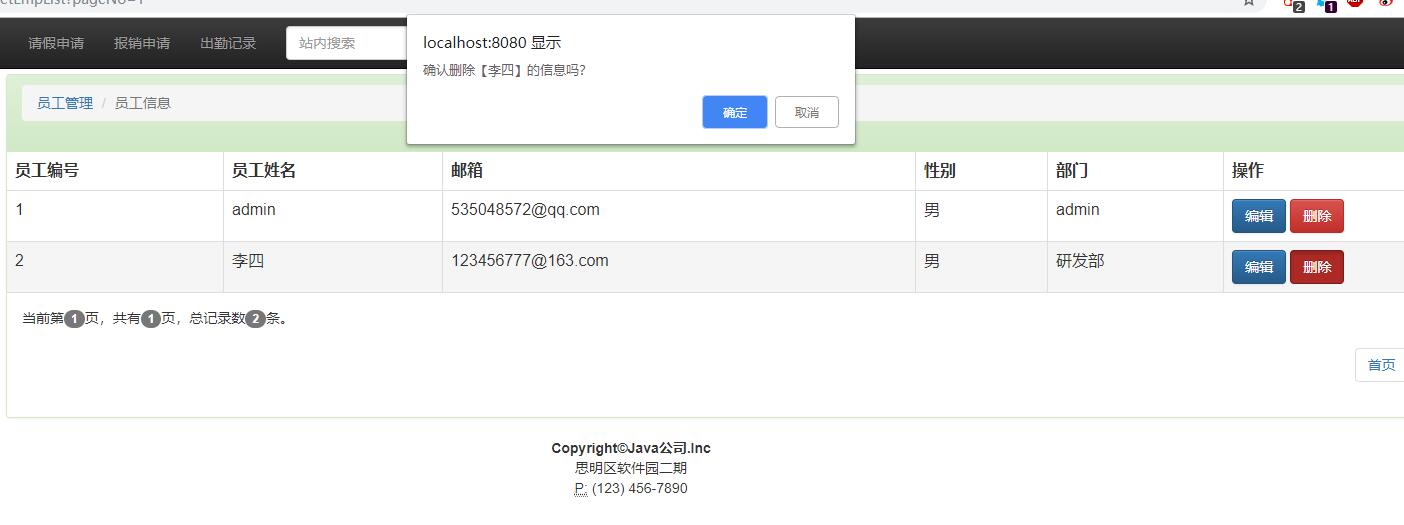 etEmpList?pageNo=1
2 1
请假申请 报销申请 出勤记录 站内搜索
localhost:8080 显示
确认删除【李四】的信息吗?
确定 取消
员工管理 / 员工信息
员工编号 员工姓名 邮箱 性别 部门 操作
1 admin 535048572@qq.com 男 admin 编辑 删除
2 李四 123456777@163.com 男 研发部 编辑 删除
当前第1页，共有1页，总记录数2条。
首页
Copyright©Java公司.Inc
思明区软件园二期
P: (123) 456-7890